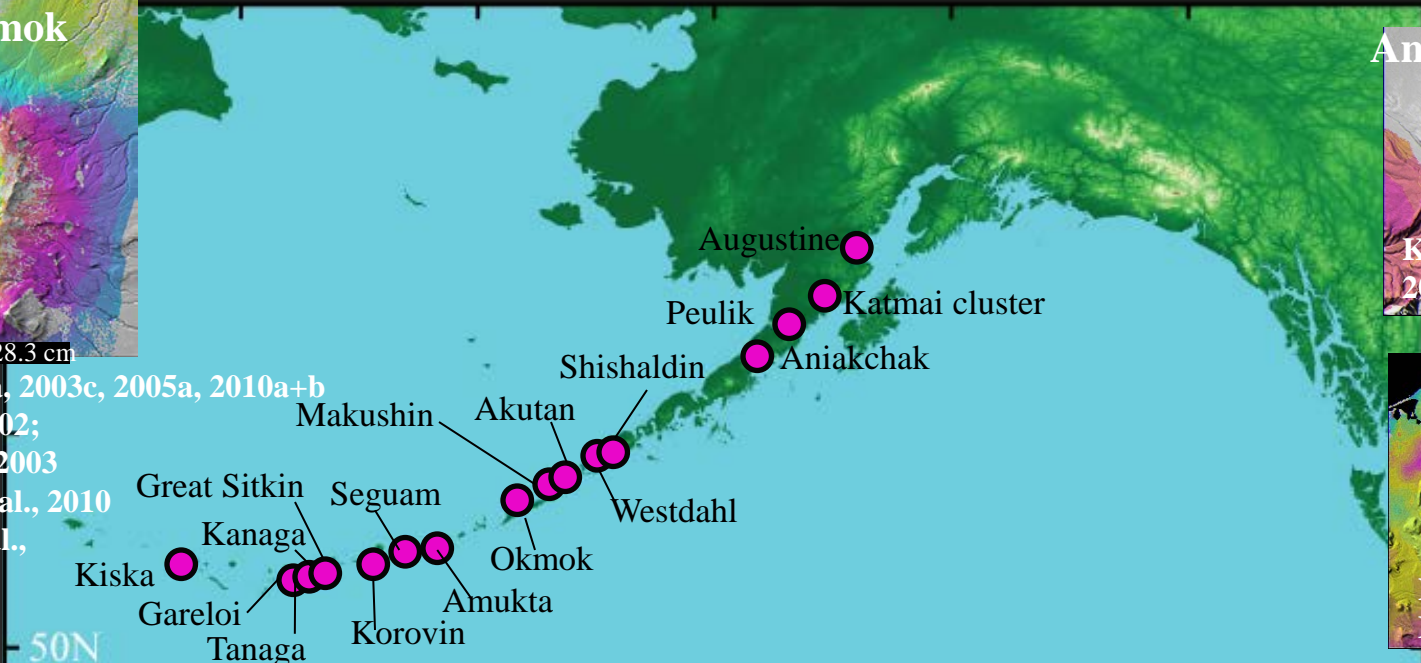 mok
28.3 cm
, 2003c, 2005a, 2010a+b
02;
2003
al., 2010
l.,
An
K
20
Augustine
Katmai cluster
Peulik
Aniakchak
Shishaldin
Akutan
Makushin
Westdahl
Great Sitkin
Seguam
Kanaga
Okmok
Kiska
Amukta
Gareloi
Korovin
Tanaga
50N